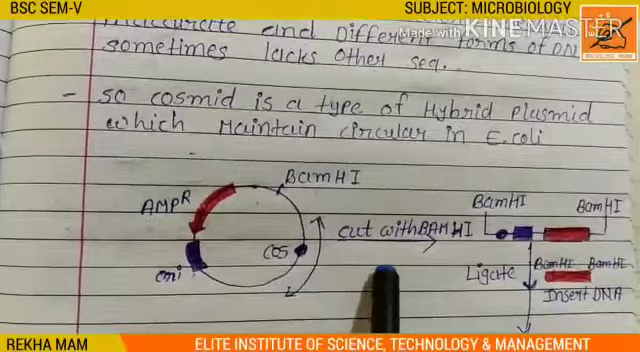 BSC SEM-V
SUBJECT: MICROBIOLOGY
Made with KINEMASTER
inaccurate and Different forms of DN
sometimes lacks other seq..
- so cosmid is a type of Hybrid plasmid
which Maintain circular in E.coli
BamHI
AMPR
ori
cos
cut with BAMHI
BamHI
BamHI
Ligate
BamHI BamHI
Insert DNA
REKHA MAM
ELITE INSTITUTE OF SCIENCE, TECHNOLOGY & MANAGEMENT